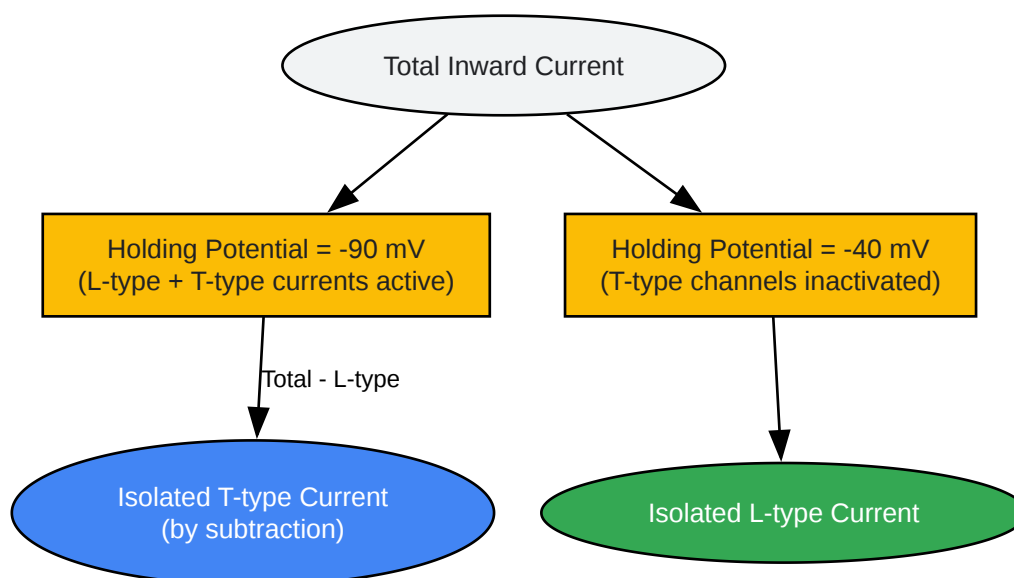 Total Inward Current
Holding Potential = -90 mV
(L-type + T-type currents active)
Holding Potential = -40 mV
(T-type channels inactivated)
Total - L-type
Isolated T-type Current
(by subtraction)
Isolated L-type Current